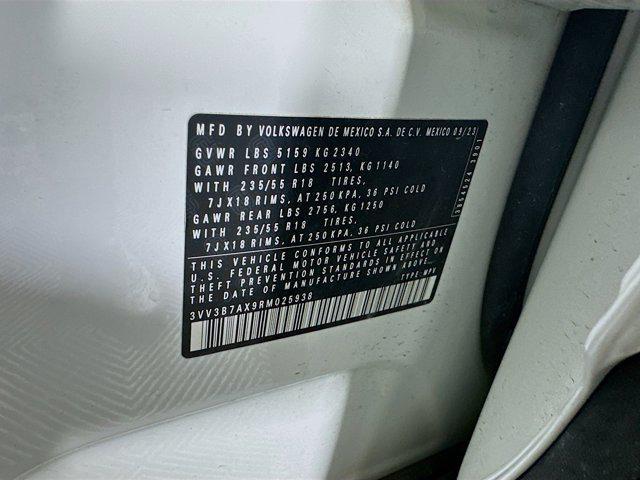 MFD BY VOLKSWAGEN DE MEXICO S.A. DE C.V. MEXICO 09/23
GVWR LBS 5159 KG 2340
GAWR FRONT LBS 2513, KG 1140
WITH 235/55 R18 TIRES.
7JX18 RIMS, AT 250 KPA, 36 PSI COLD
GAWR REAR LBS 2756, KG 1250
WITH 235/55 R18 TIRES.
7JX18 RIMS, AT 250 KPA, 36 PSI COLD
THIS VEHICLE CONFORMS TO ALL APPLICABLE
U.S. FEDERAL MOTOR VEHICLE SAFETY AND
THEFT PREVENTION STANDARDS IN EFFECT ON
THE DATE OF MANUFACTURE SHOWN ABOVE.
3VV3B7AX9RM025938 TYPE: MPV